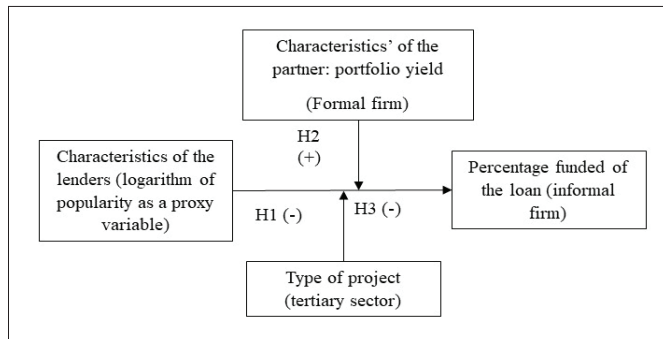 Characteristics’ of the
partner: portfolio yield
(Formal firm)
H2
(+)
Characteristics of the
lenders (logarithm of
popularity as a proxy
variable)
Percentage funded of
the loan (informal
firm)
H1 (-)
H3 (-)
Type of project
(tertiary sector)